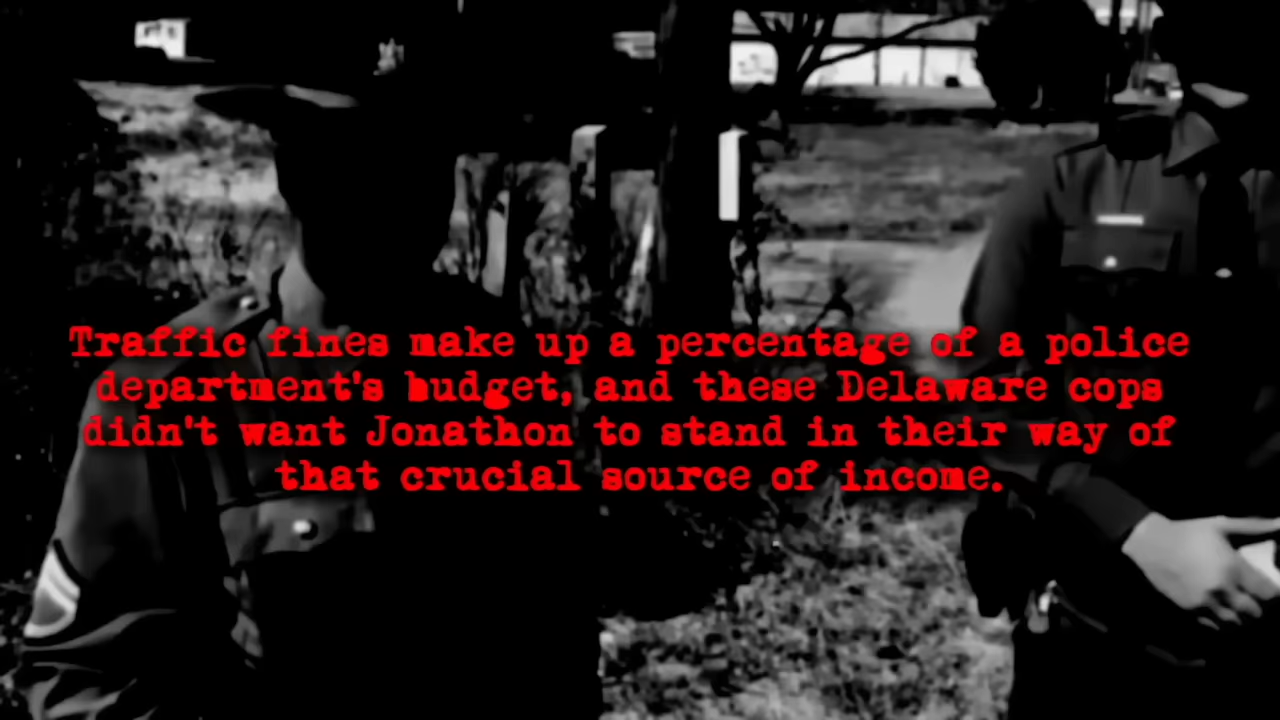 Traffic fines make up a percentage of a police
department's budget, and these Delaware cops
didn't want Jonathon to stand in their way of
that crucial source of income.